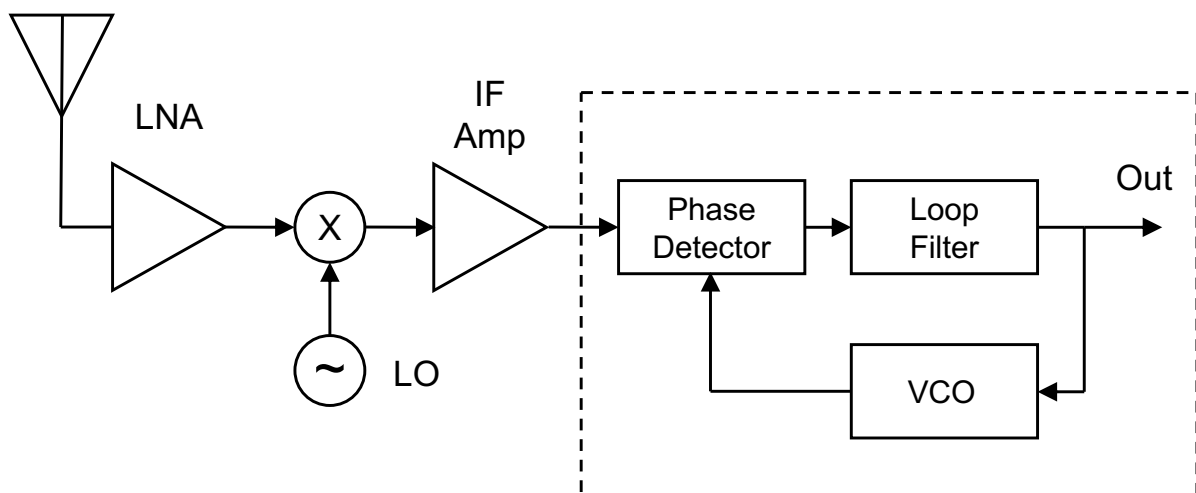 LNA
X
~
LO
IF
Amp
Phase
Detector
Loop
Filter
VCO
Out